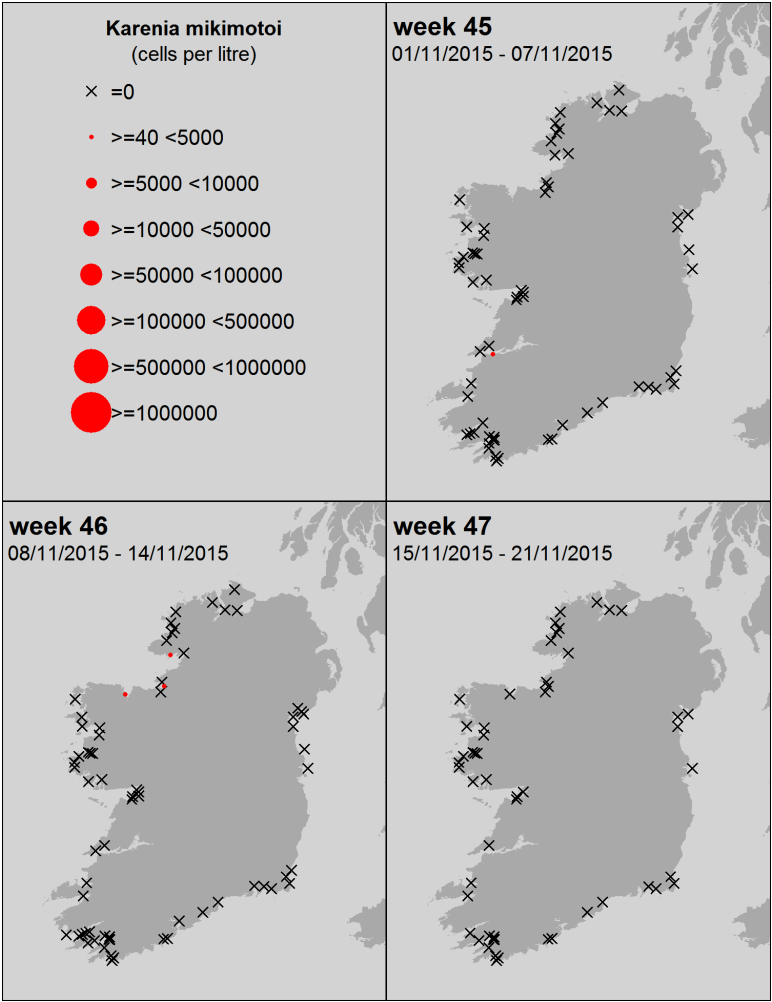 Karenia mikimotoi
(cells per litre)
=0
>=40 <5000
>=5000 <10000
>=10000 <50000
>=50000 <100000
>=100000 <500000
>=500000 <1000000
>=1000000
week 45
01/11/2015 - 07/11/2015
week 46
08/11/2015 - 14/11/2015
week 47
15/11/2015 - 21/11/2015